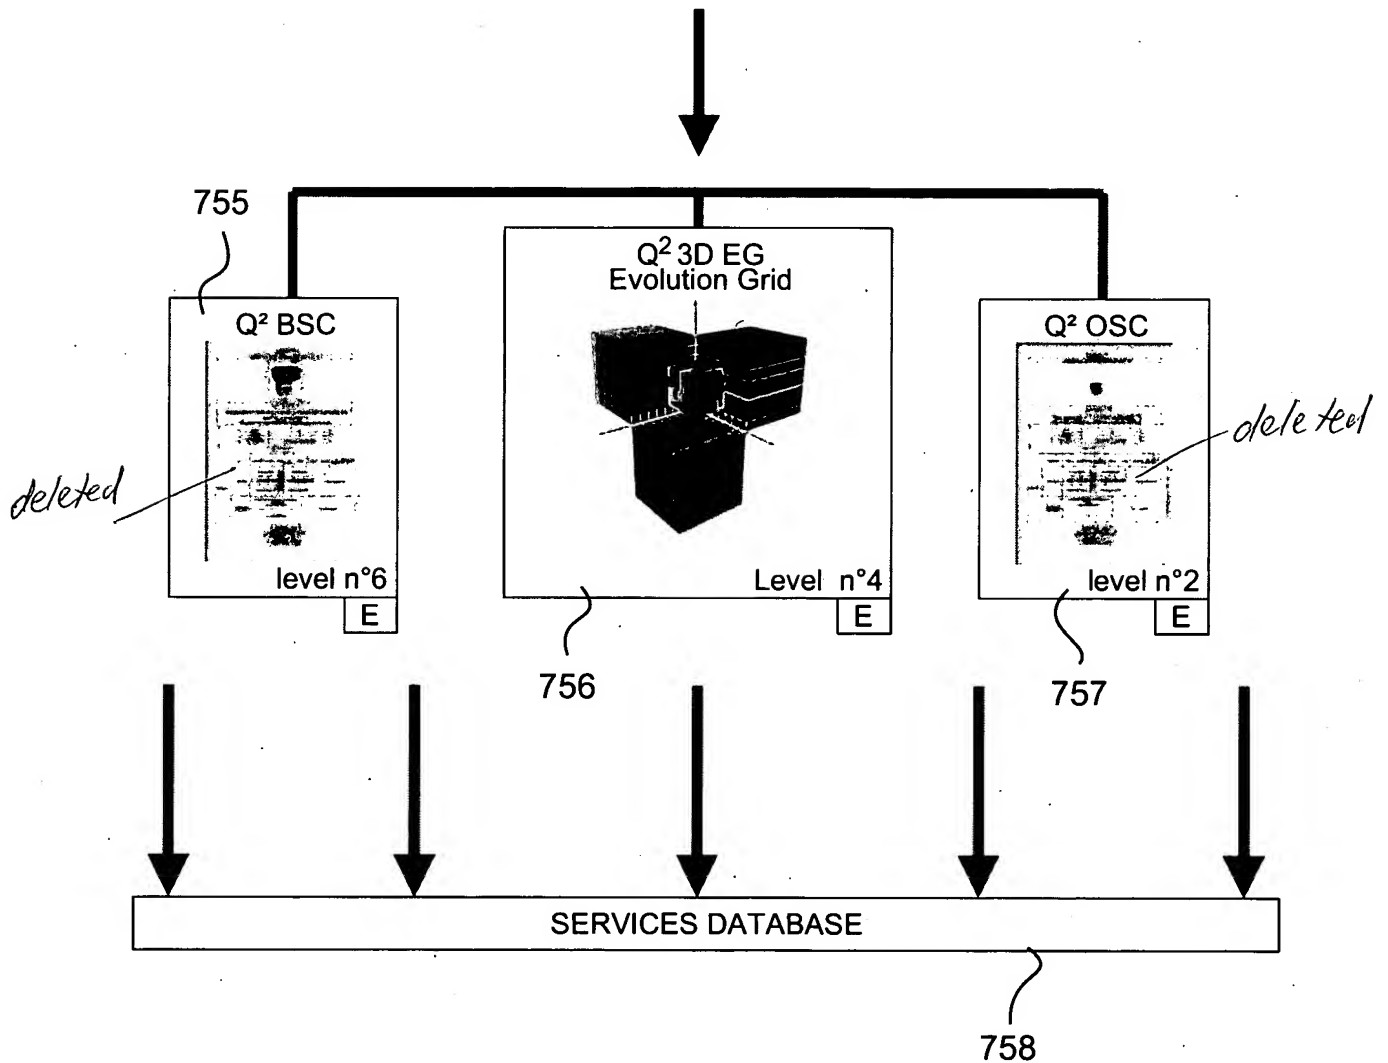 755
Q² 3D EG
Evolution Grid
Q² BSC
Q² OSC
deleted
deleted
level n°6
Level n°4
level n°2
E
E
E
756
757
SERVICES DATABASE
758